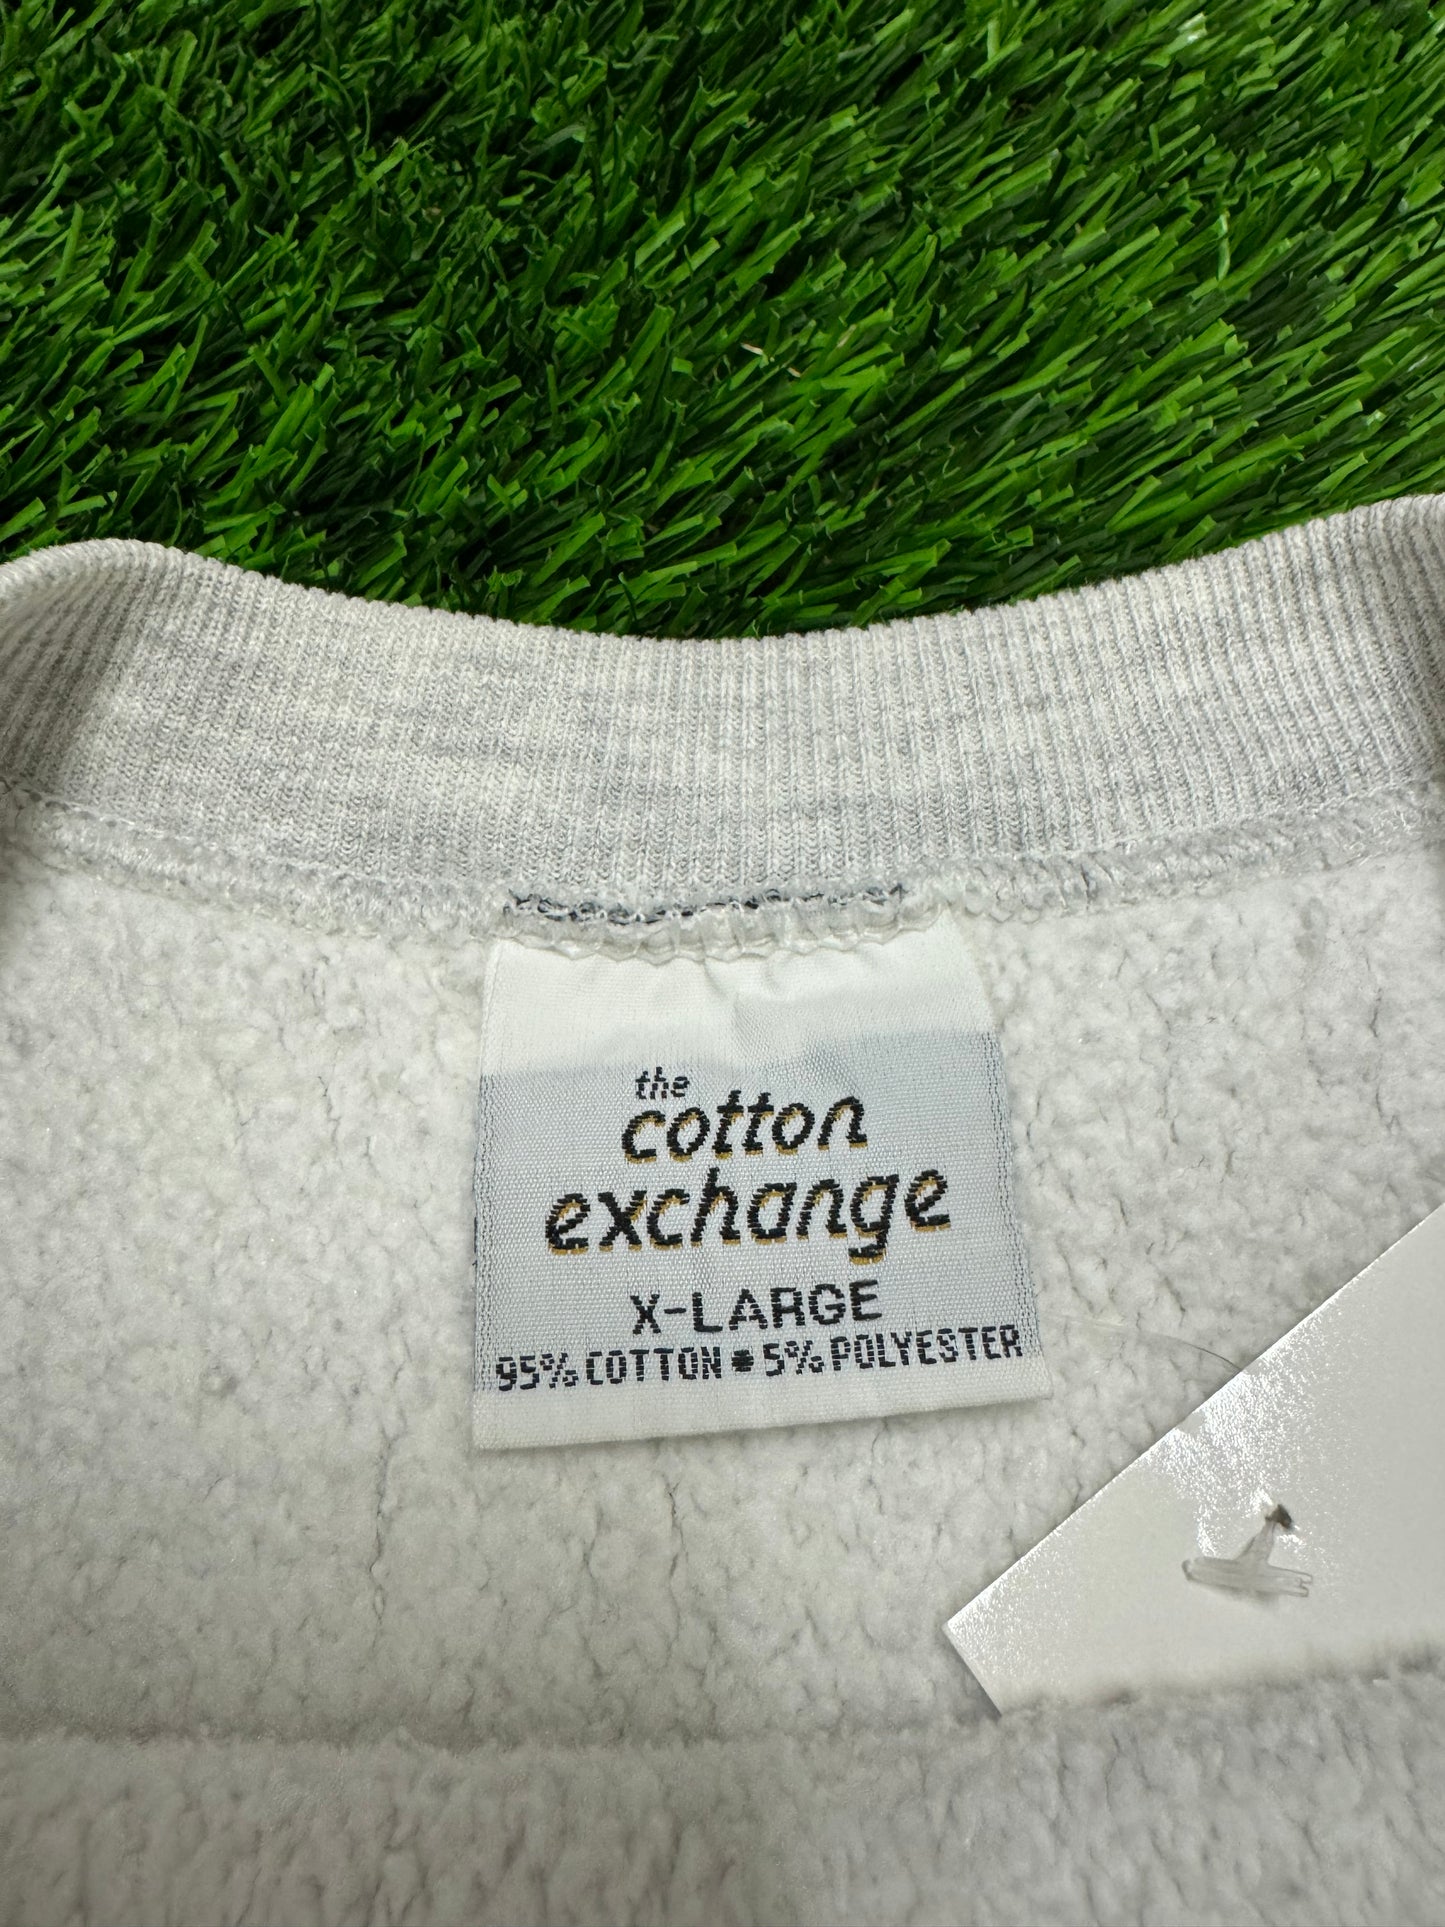 the
cotton
exchange
X-LARGE
95% COTTON • 5% POLYESTER